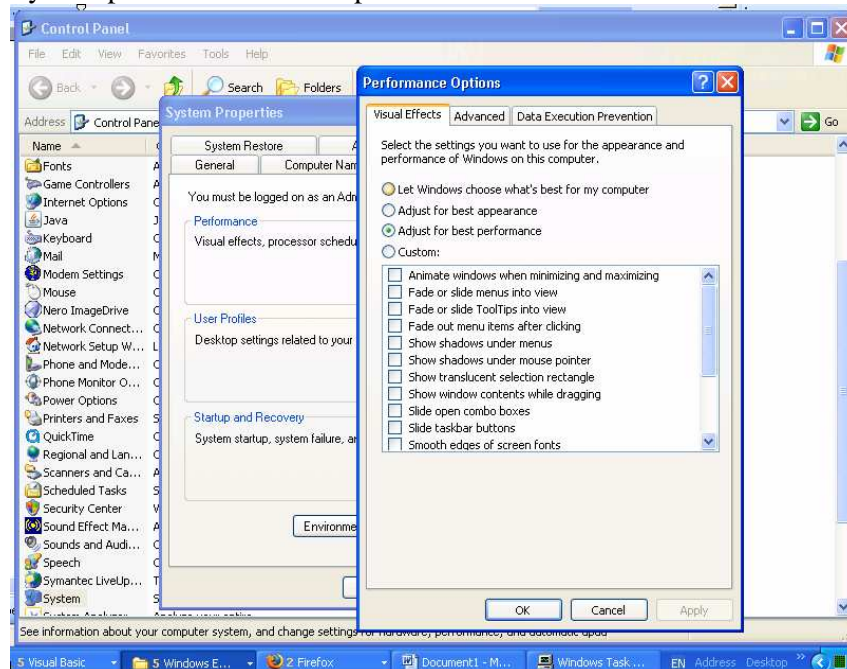 Control Panel
File Edit View Favorites Tools Help
Back Search Folders
Address Control Pane Go
Name
Fonts A
Game Controllers A
Internet Options C
Java J
Keyboard C
Mail M
Modem Settings C
Mouse C
Nero ImageDrive C
Network Connect... C
Network Setup W... L
Phone and Mode... C
Phone Monitor O... C
Power Options C
Printers and Faxes S
QuickTime C
Regional and Lan... C
Scanners and Ca... A
Scheduled Tasks S
Security Center V
Sound Effect Ma... A
Sounds and Audi... C
Speech C
Symantec LiveUp... T
System S
See information about your computer system, and change settings for hardware, performance, and automatic upda
System Properties
System Restore A
General Computer Nam
You must be logged on as an Adm
Performance
Visual effects, processor schedu
User Profiles
Desktop settings related to your
Startup and Recovery
System startup, system failure, an
Environme
Performance Options
Visual Effects Advanced Data Execution Prevention
Select the settings you want to use for the appearance and
performance of Windows on this computer.
Let Windows choose what's best for my computer
Adjust for best appearance
Adjust for best performance
Custom:
Animate windows when minimizing and maximizing
Fade or slide menus into view
Fade or slide ToolTips into view
Fade out menu items after clicking
Show shadows under menus
Show shadows under mouse pointer
Show translucent selection rectangle
Show window contents while dragging
Slide open combo boxes
Slide taskbar buttons
Smooth edges of screen fonts
OK Cancel Apply
5 Visual Basic 5 Windows E... 2 Firefox Document1 - M... Windows Task ... EN Address Desktop »